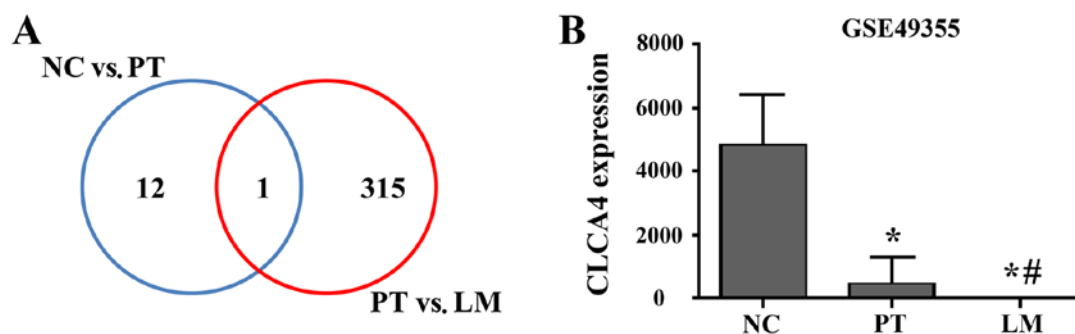 A
NC vs. PT
12
1
315
PT vs. LM
B
GSE49355
CLCA4 expression
8000
6000
4000
2000
0
*
*#
NC PT LM